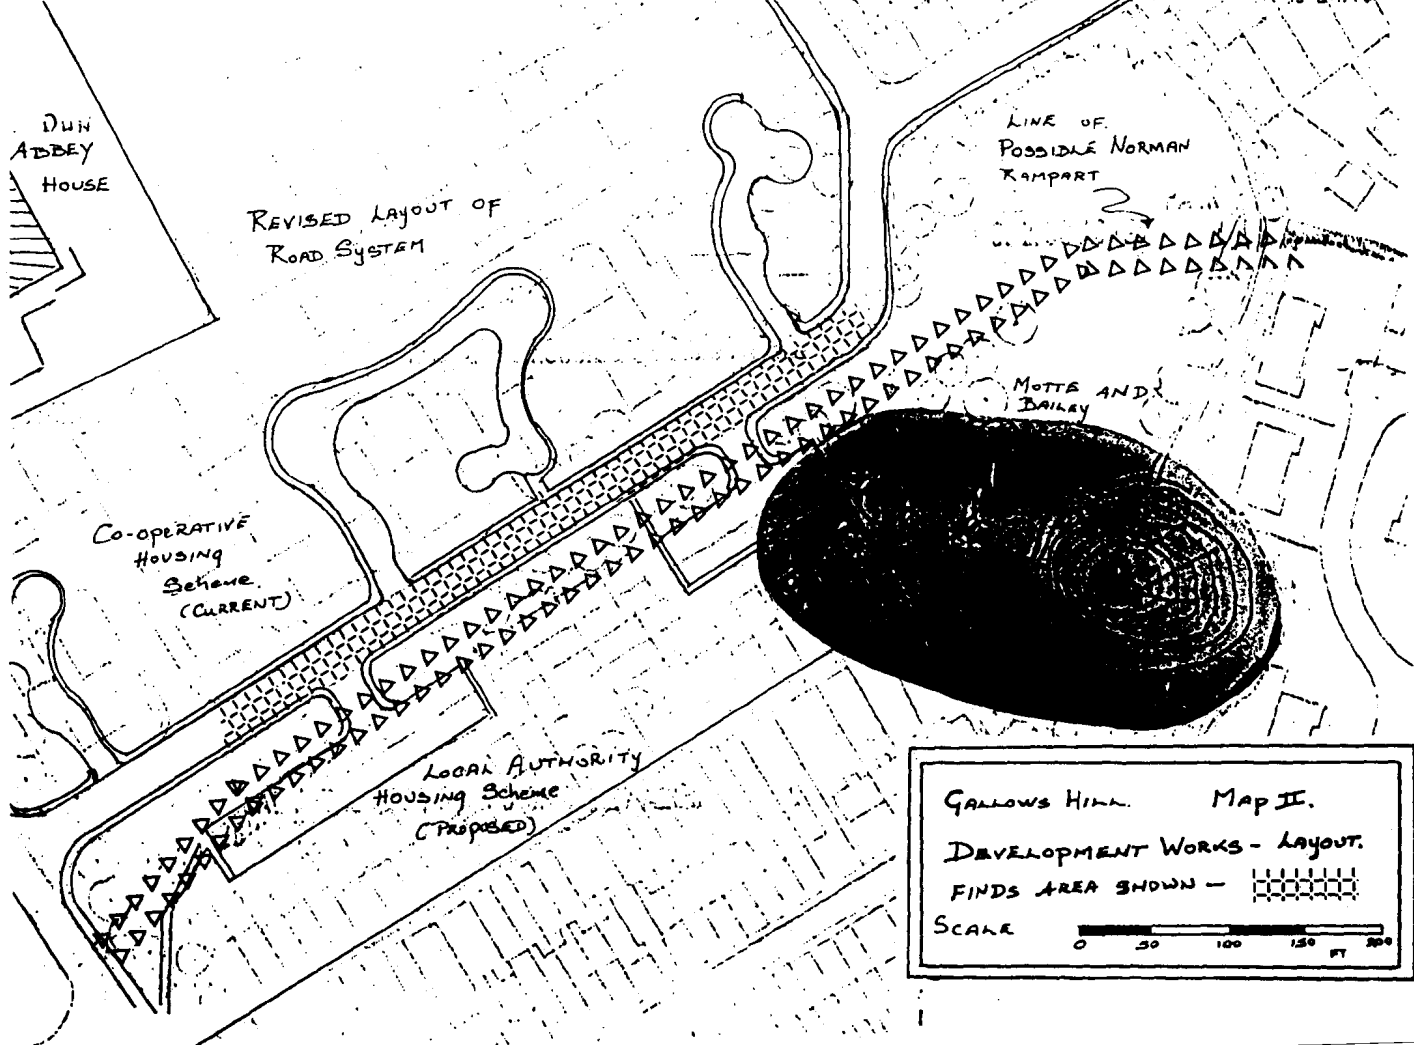 DUN
ABBEY
HOUSE
REVISED LAYOUT OF
ROAD SYSTEM
LINE OF
POSSIBLE NORMAN
RAMPART
MOTTE AND
BAILEY
CO-OPERATIVE
HOUSING
Scheme.
(CURRENT)
LOCAL AUTHORITY
HOUSING Scheme
(PROPOSED)
GALLOWS HILL. MAP II.
DEVELOPMENT WORKS - LAYOUT.
FINDS AREA SHOWN -
SCALE
0 50 100 150 200
FT